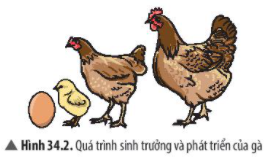 ▲ Hình 34.2. Quá trình sinh trưởng và phát triển của gà